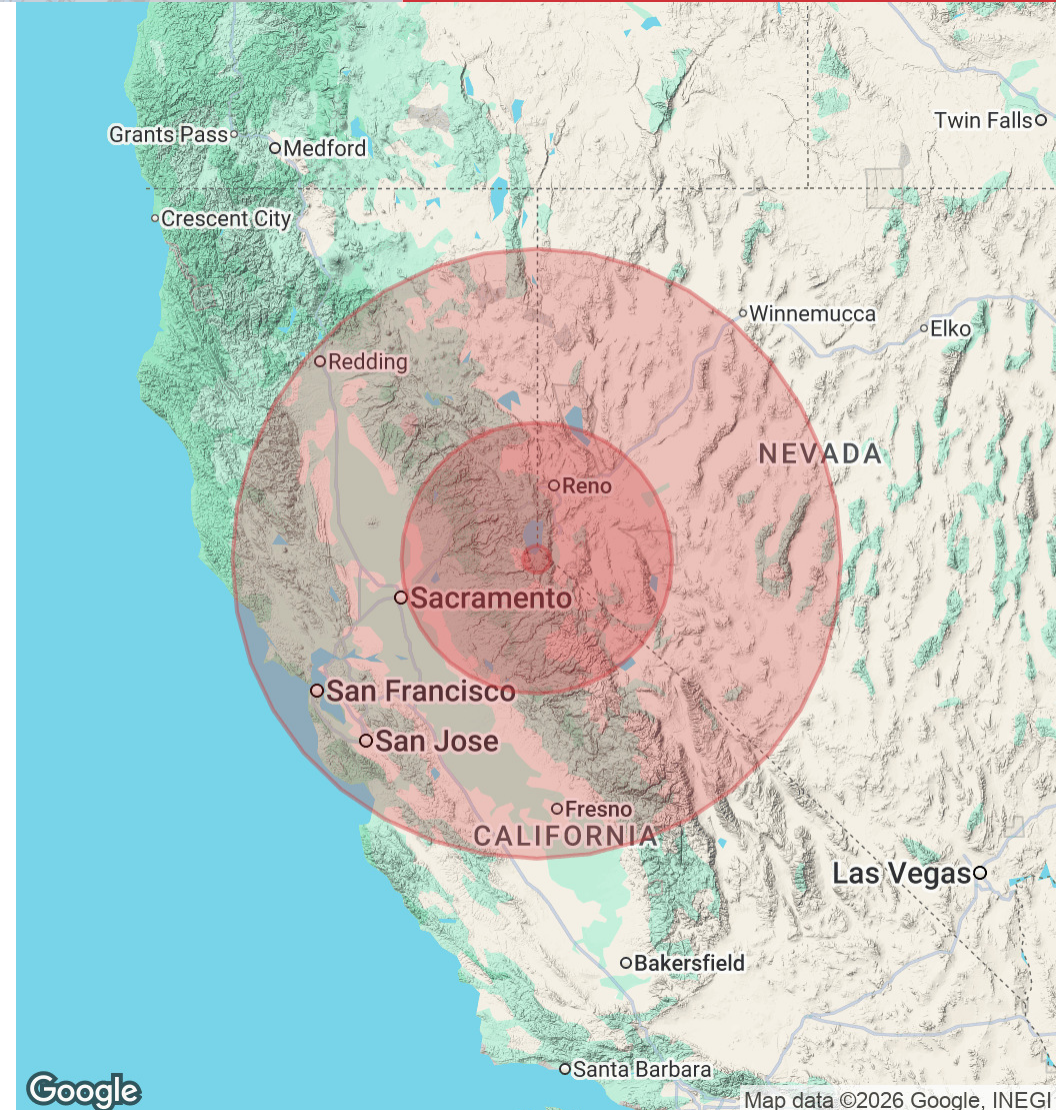 Grants Pass
Medford
Twin Falls
Crescent City
Winnemucca
Elko
Redding
NEVADA
Reno
Sacramento
San Francisco
San Jose
Fresno
CALIFORNIA
Las Vegas
Bakersfield
Santa Barbara
Google
Map data ©2026 Google, INEGI